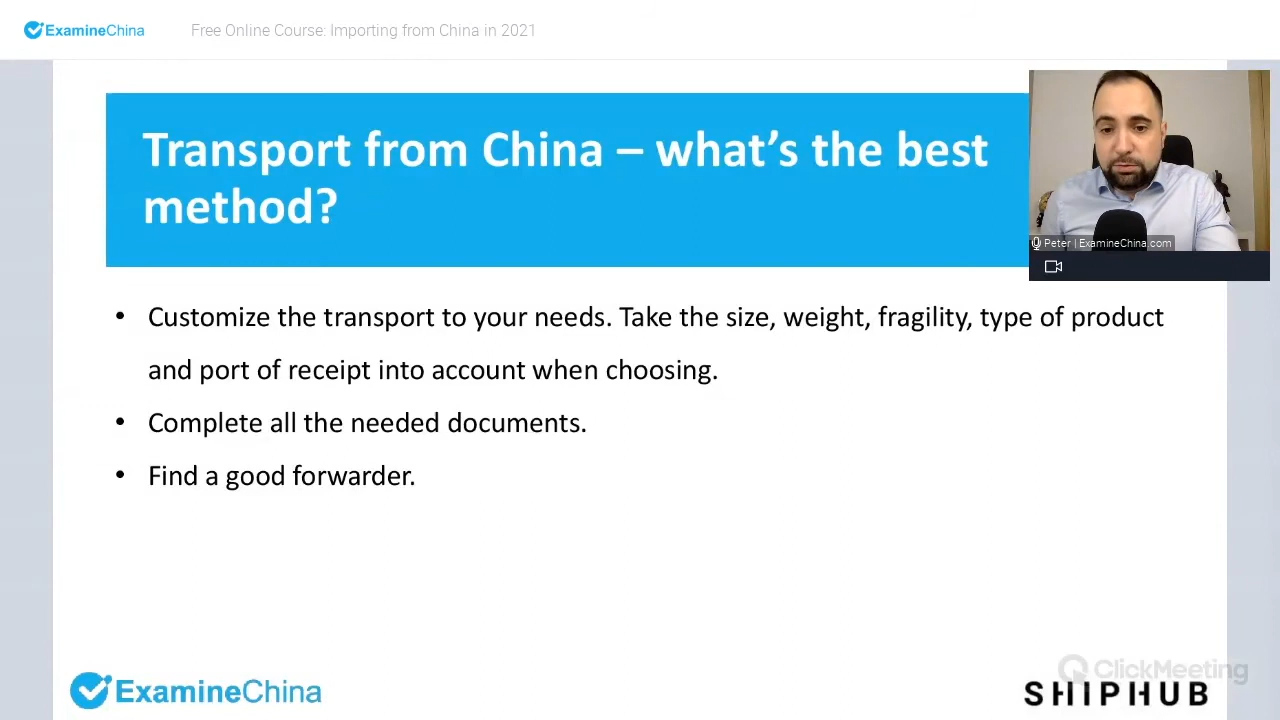 ExamineChina
Free Online Course: Importing from China in 2021
Transport from China – what's the best
method?
Peter | ExamineChina.com
• Customize the transport to your needs. Take the size, weight, fragility, type of product
and port of receipt into account when choosing.
• Complete all the needed documents.
• Find a good forwarder.
ExamineChina
ClickMeeting
SHIPHUB